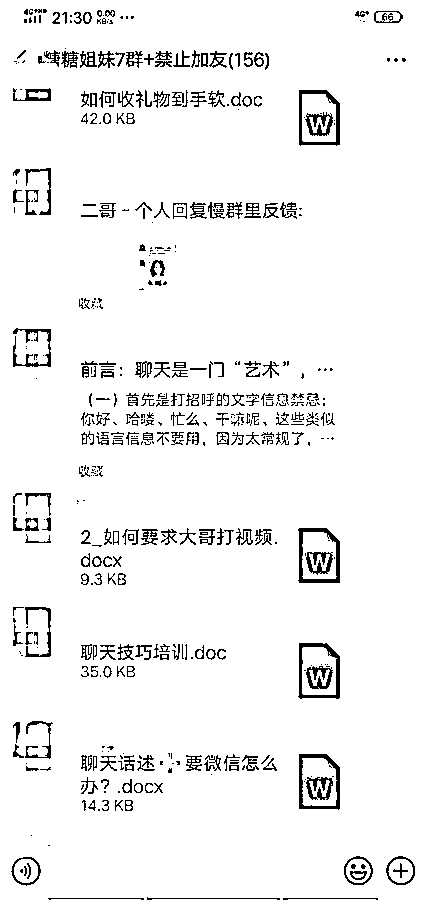 21:30 0.00 KB/s ...
4G+
66
糖糖姐妹7群+禁止加友(156)
如何收礼物到手软.doc
42.0 KB
W
二哥-个人回复慢群里反馈:
收藏
前言：聊天是一门“艺术”，...
（一）首先是打招呼的文字信息禁忌；
你好、哈喽、忙么、干嘛呢、这些类似
的语言信息不要用，因为太常规了，...
收藏
2_如何要求大哥打视频.
docx
9.3 KB
W
聊天技巧培训.doc
35.0 KB
W
聊天话述 要微信怎么
办？.docx
14.3 KB
W